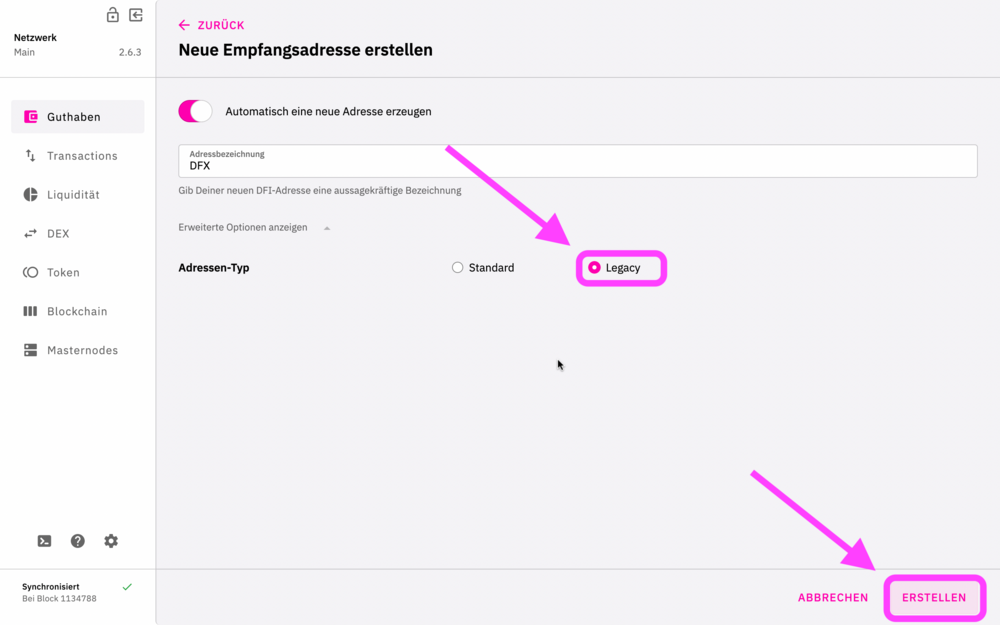 Netzwerk
Main 2.6.3
Guthaben
Transactions
Liquidität
DEX
Token
Blockchain
Masternodes
Synchronisiert
Bei Block 1134788
ZURÜCK
Neue Empfangsadresse erstellen
Automatisch eine neue Adresse erzeugen
Adressbezeichnung
DFX
Gib Deiner neuen DFI-Adresse eine aussagekräftige Bezeichnung
Erweiterte Optionen anzeigen
Adressen-Typ Standard Legacy
ABBRECHEN ERSTELLEN